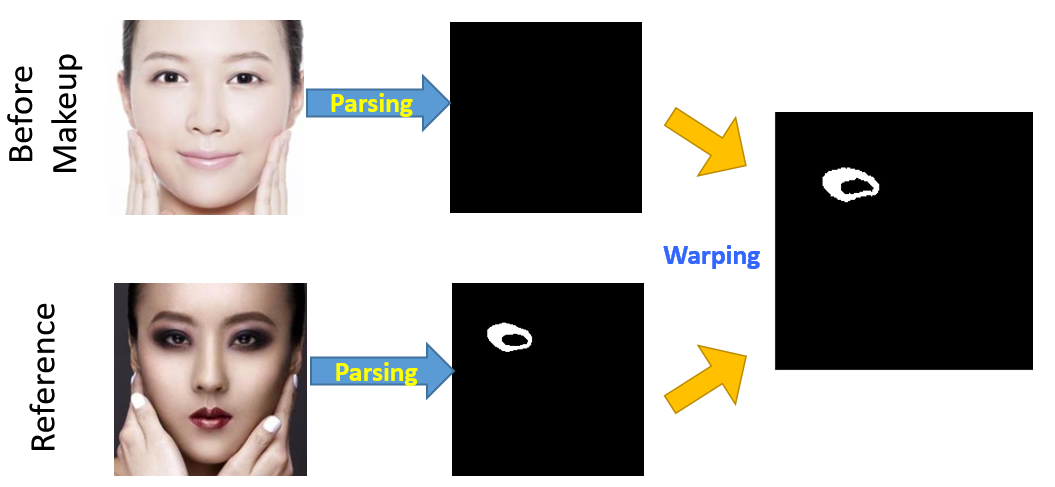 Before
Makeup
Parsing
Warping
Reference
Parsing